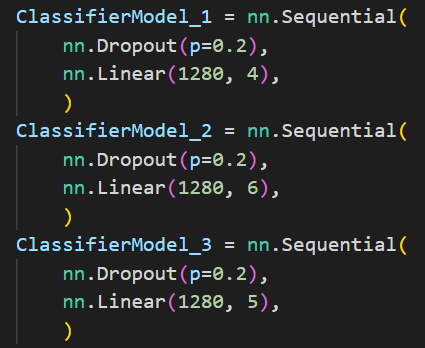 ClassifierModel_1 = nn.Sequential(
    nn.Dropout(p=0.2),
    nn.Linear(1280, 4),
    )
ClassifierModel_2 = nn.Sequential(
    nn.Dropout(p=0.2),
    nn.Linear(1280, 6),
    )
ClassifierModel_3 = nn.Sequential(
    nn.Dropout(p=0.2),
    nn.Linear(1280, 5),
    )